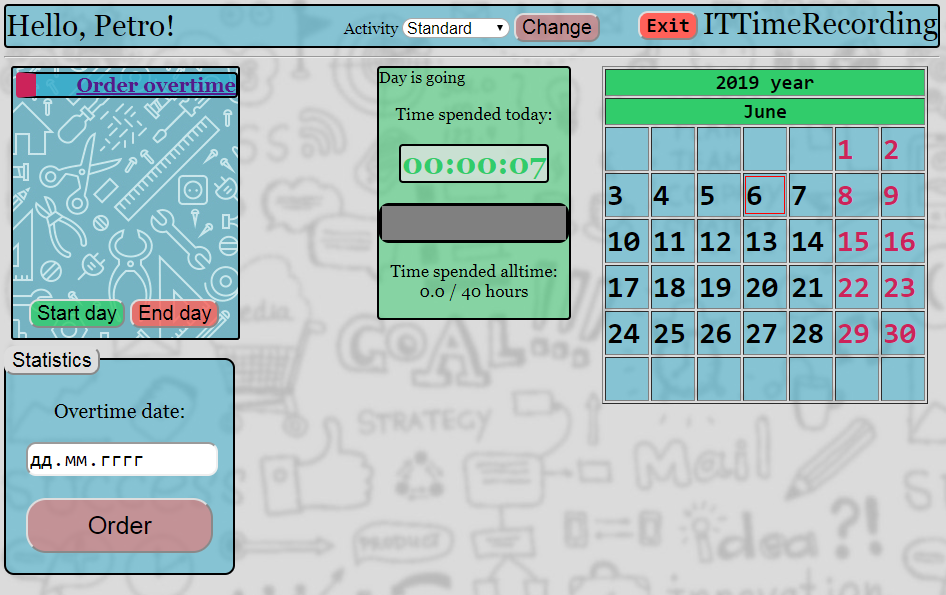 Hello, Petro!
Activity Standard Change
Exit ITTimeRecording
Order overtime
Start day End day
Statistics
Overtime date:
дд.мм.гггг
Order
Day is going
Time spended today:
00:00:07
Time spended alltime:
0.0 / 40 hours
2019 year
June
1 2
3 4 5 6 7 8 9
10 11 12 13 14 15 16
17 18 19 20 21 22 23
24 25 26 27 28 29 30
GOAL...
STRATEGY
Mail
PRODUCT
idea?!
innovation